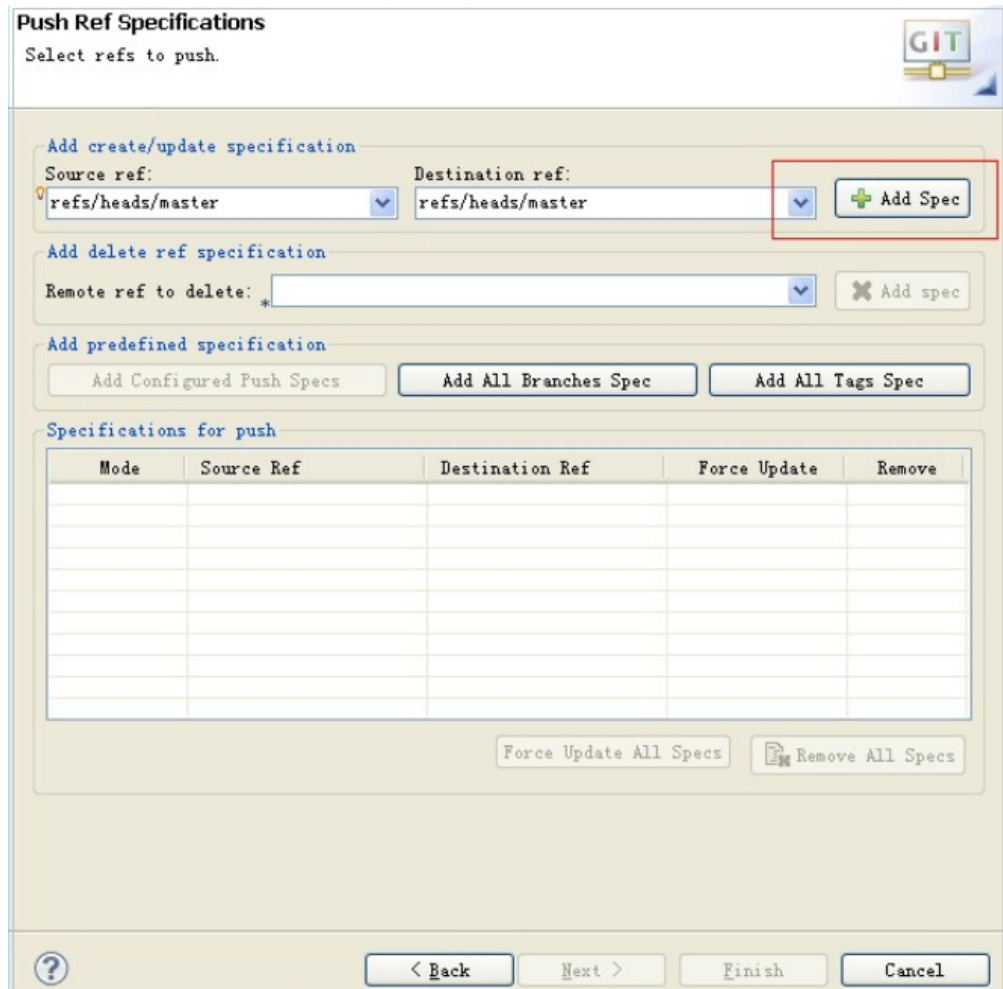 Push Ref Specifications
Select refs to push.
GIT
Add create/update specification
Source ref: Destination ref:
refs/heads/master refs/heads/master Add Spec
Add delete ref specification
Remote ref to delete: * Add spec
Add predefined specification
Add Configured Push Specs Add All Branches Spec Add All Tags Spec
Specifications for push
Mode Source Ref Destination Ref Force Update Remove
Force Update All Specs Remove All Specs
? < Back Next > Finish Cancel